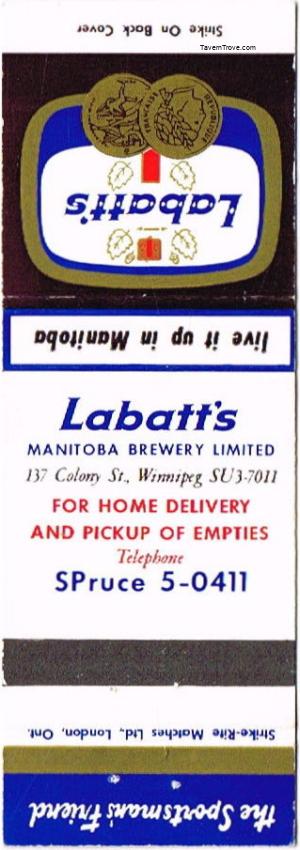 Strike On Back Cover
TavernTrove.com
RÉPUBLIQUE
FRANÇAISE
Labatt's
live it up in Manitoba
Labatt's
MANITOBA BREWERY LIMITED
137 Colony St., Winnipeg SU3-7011
FOR HOME DELIVERY
AND PICKUP OF EMPTIES
Telephone
SPruce 5-0411
Strike-Rite Matches Ltd., London, Ont.
the Sportsman's Friend